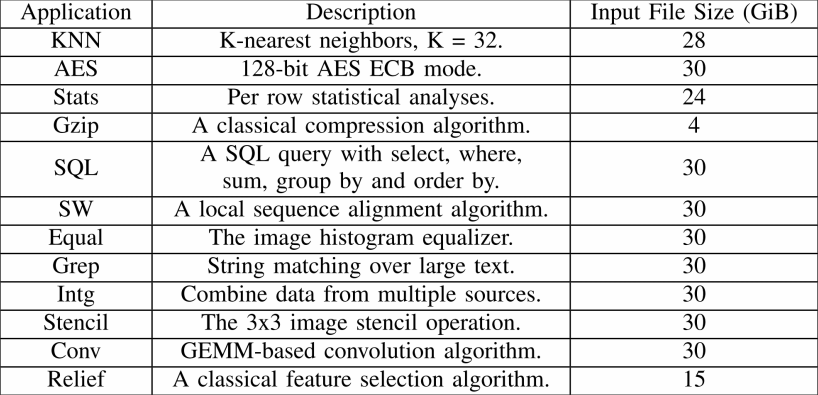 Application Description Input File Size (GiB)
KNN K-nearest neighbors, K = 32. 28
AES 128-bit AES ECB mode. 30
Stats Per row statistical analyses. 24
Gzip A classical compression algorithm. 4
SQL A SQL query with select, where, 30
sum, group by and order by.
SW A local sequence alignment algorithm. 30
Equal The image histogram equalizer. 30
Grep String matching over large text. 30
Intg Combine data from multiple sources. 30
Stencil The 3x3 image stencil operation. 30
Conv GEMM-based convolution algorithm. 30
Relief A classical feature selection algorithm. 15